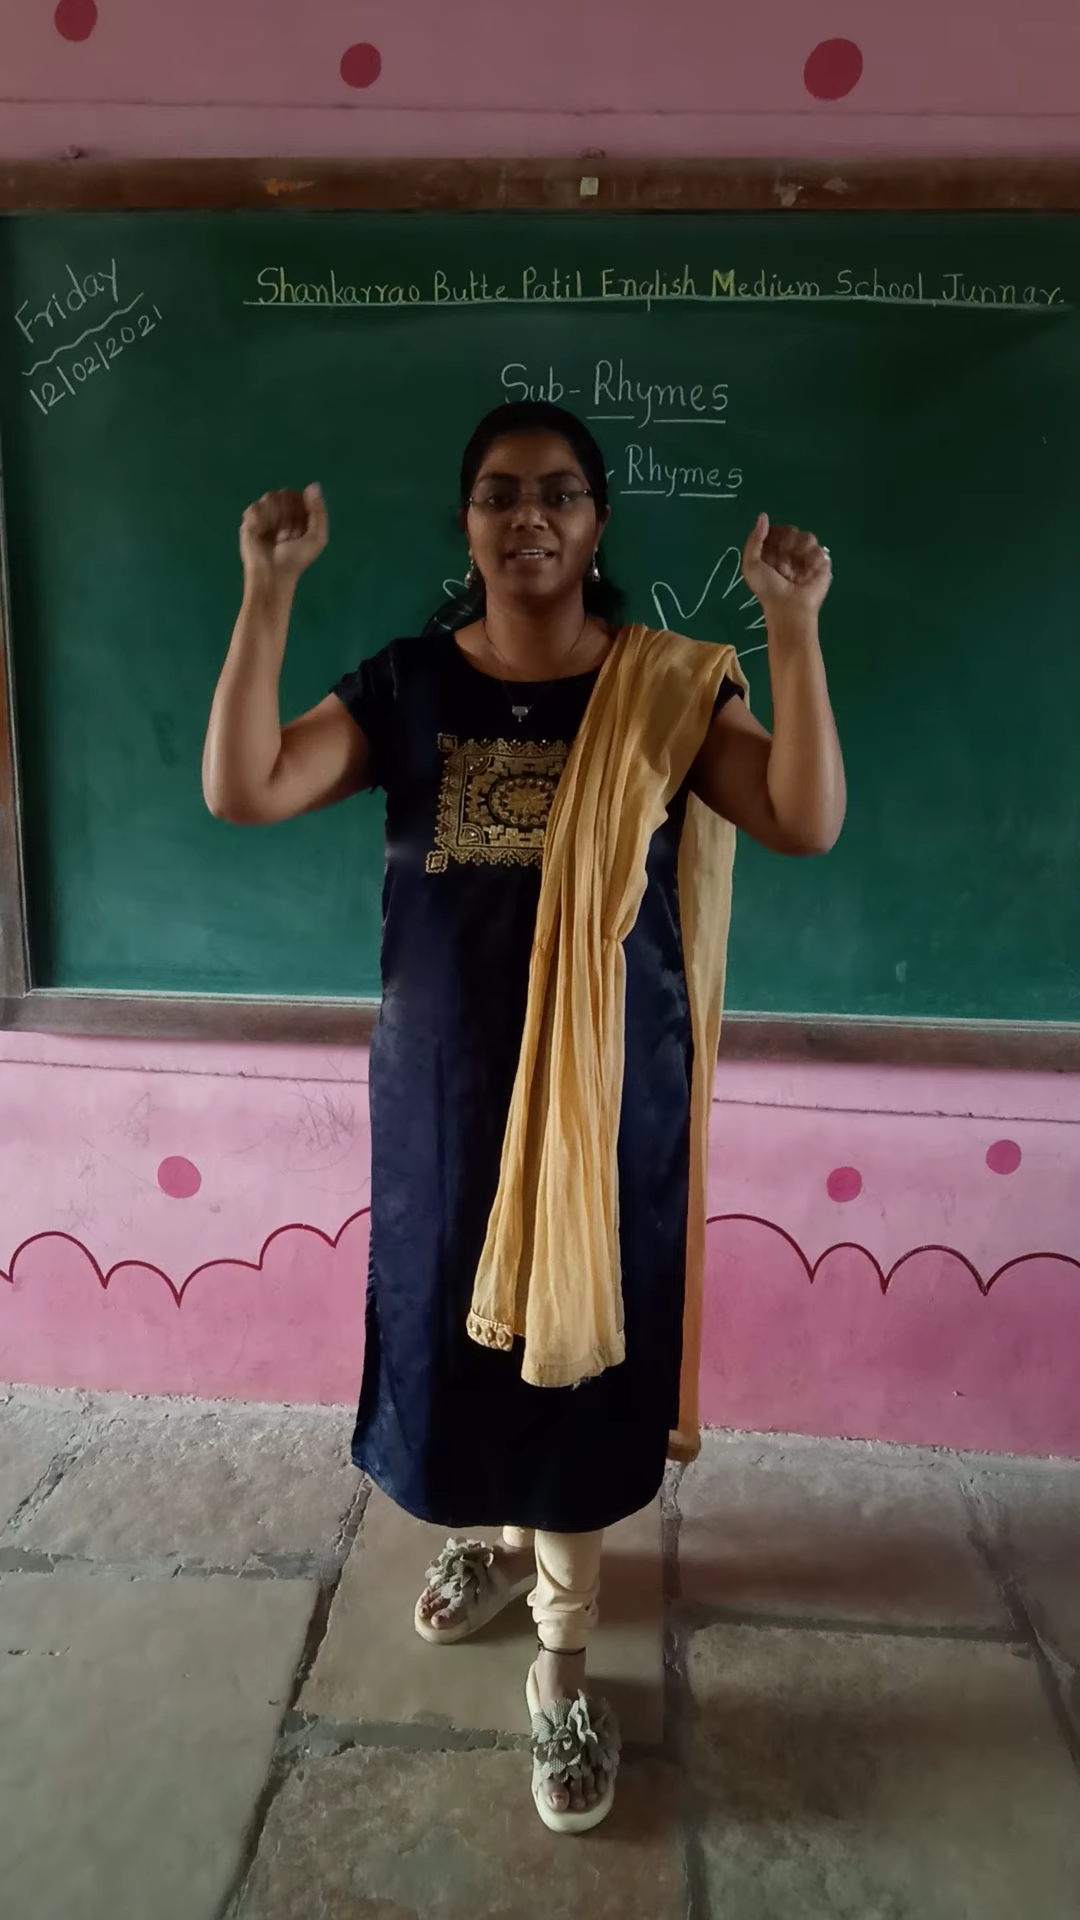 Friday
12/02/2021
Shankarrao Butte Patil English Medium School, Junnar.
Sub- Rhymes
Rhymes